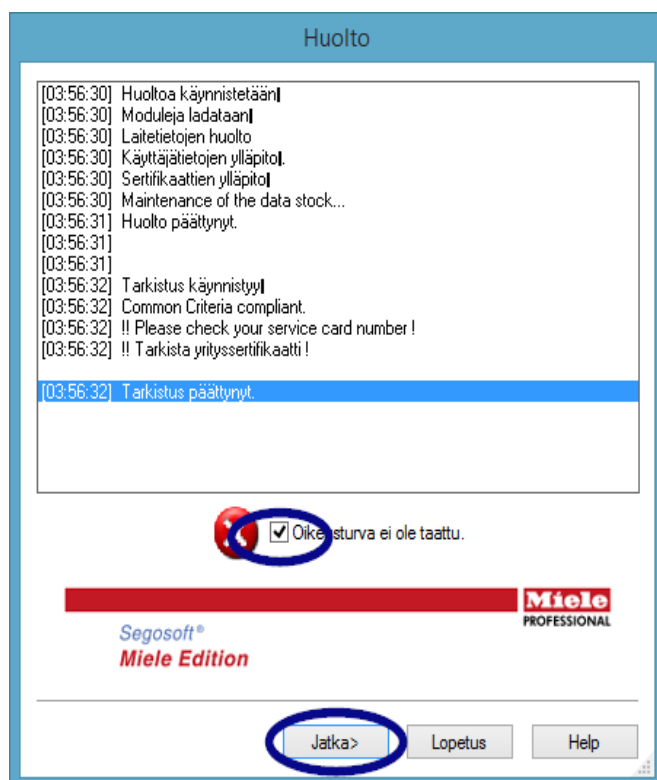 Huolto
[03:56:30] Huoltoa käynnistetään|
[03:56:30] Moduleja ladataan|
[03:56:30] Laitetietojen huolto
[03:56:30] Käyttäjätietojen ylläpito|.
[03:56:30] Sertifikaattien ylläpito|
[03:56:30] Maintenance of the data stock...
[03:56:31] Huolto päättynyt.
[03:56:31]
[03:56:31]
[03:56:32] Tarkistus käynnistyy|
[03:56:32] Common Criteria compliant.
[03:56:32] !! Please check your service card number !
[03:56:32] !! Tarkista yrityssertifikaatti !
[03:56:32] Tarkistus päättynyt.
Oikeusturva ei ole taattu.
Miele
PROFESSIONAL
Segosoft®
Miele Edition
Jatka> Lopetus Help